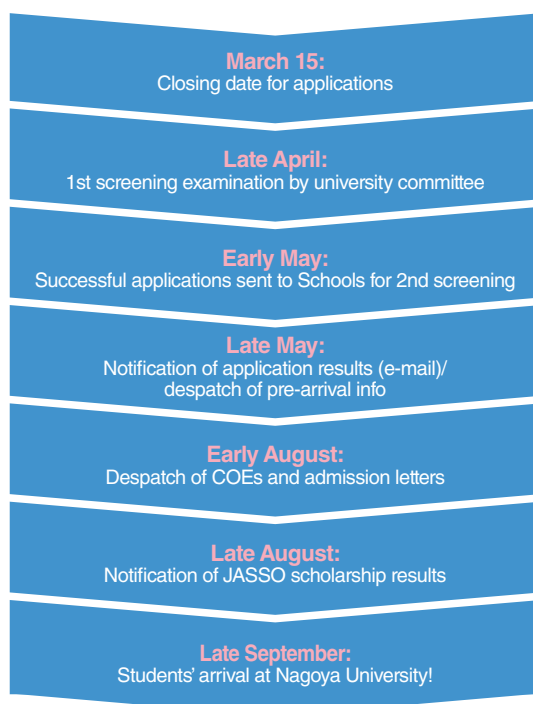 March 15:
Closing date for applications
Late April:
1st screening examination by university committee
Early May:
Successful applications sent to Schools for 2nd screening
Late May:
Notification of application results (e-mail)/
despatch of pre-arrival info
Early August:
Despatch of COEs and admission letters
Late August:
Notification of JASSO scholarship results
Late September:
Students' arrival at Nagoya University!